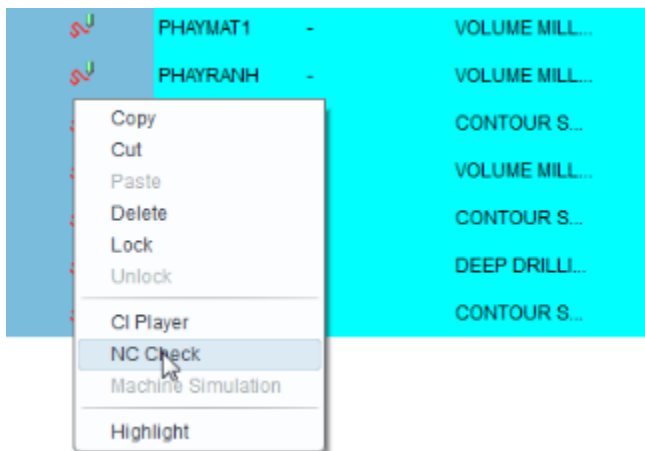 PHAYMAT1 - VOLUME MILL...
PHAYRANH - VOLUME MILL...
CONTOUR S...
VOLUME MILL...
CONTOUR S...
DEEP DRILLI...
CONTOUR S...
Copy
Cut
Paste
Delete
Lock
Unlock
Cl Player
NC Check
Machine Simulation
Highlight